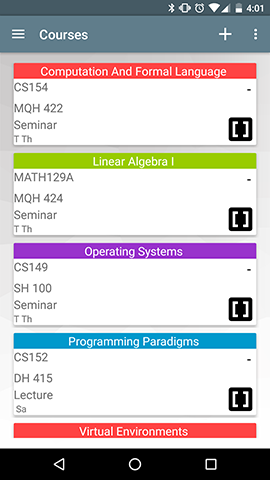 4:01
Courses
Computation And Formal Language
CS154 -
MQH 422
Seminar
T Th
Linear Algebra I
MATH129A -
MQH 424
Seminar
T Th
Operating Systems
CS149 -
SH 100
Seminar
T Th
Programming Paradigms
CS152 -
DH 415
Lecture
Sa
Virtual Environments